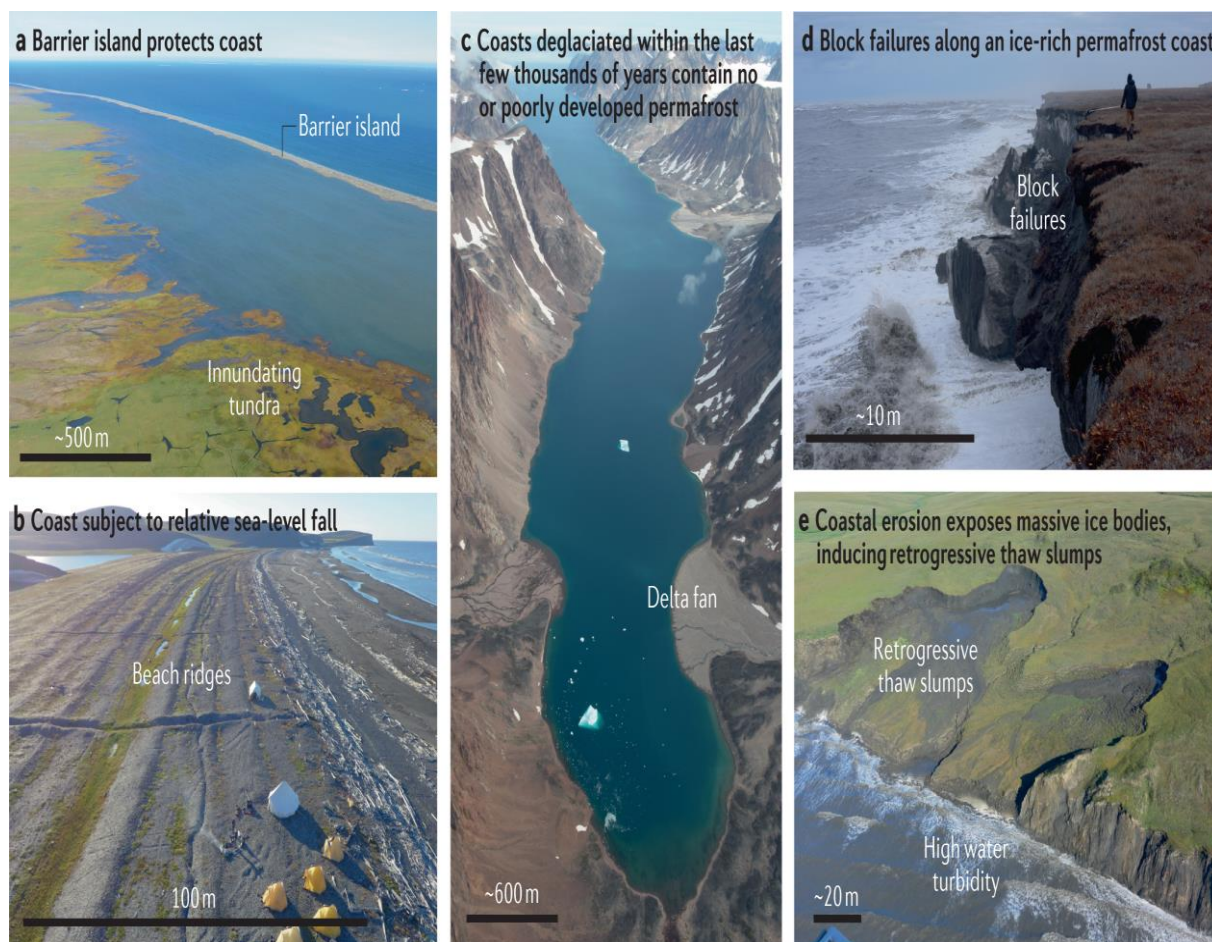 a Barrier island protects coast
Barrier island
Innundating
tundra
~500 m
b Coast subject to relative sea-level fall
Beach ridges
100 m
c Coasts deglaciated within the last
few thousands of years contain no
or poorly developed permafrost
Delta fan
~600 m
d Block failures along an ice-rich permafrost coast
Block
failures
~10 m
e Coastal erosion exposes massive ice bodies,
inducing retrogressive thaw slumps
Retrogressive
thaw slumps
High water
turbidity
~20 m